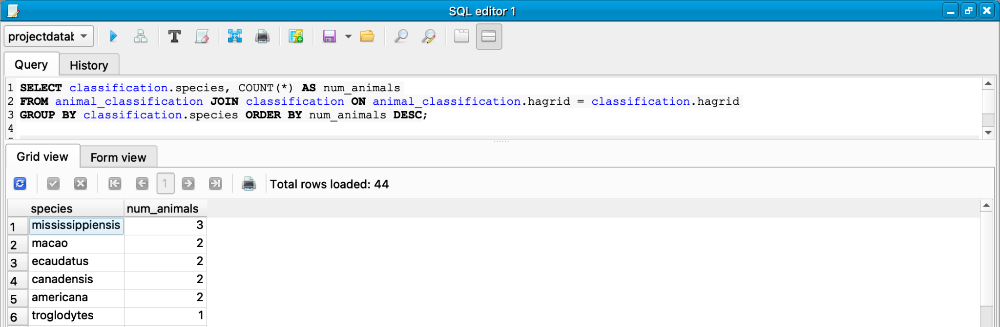 SQL editor 1
projectdatab
Query History
1 SELECT classification.species, COUNT(*) AS num_animals
2 FROM animal_classification JOIN classification ON animal_classification.hagrid = classification.hagrid
3 GROUP BY classification.species ORDER BY num_animals DESC;
4
Grid view Form view
1 Total rows loaded: 44
species num_animals
1 mississippiensis 3
2 macao 2
3 ecaudatus 2
4 canadensis 2
5 americana 2
6 troglodytes 1